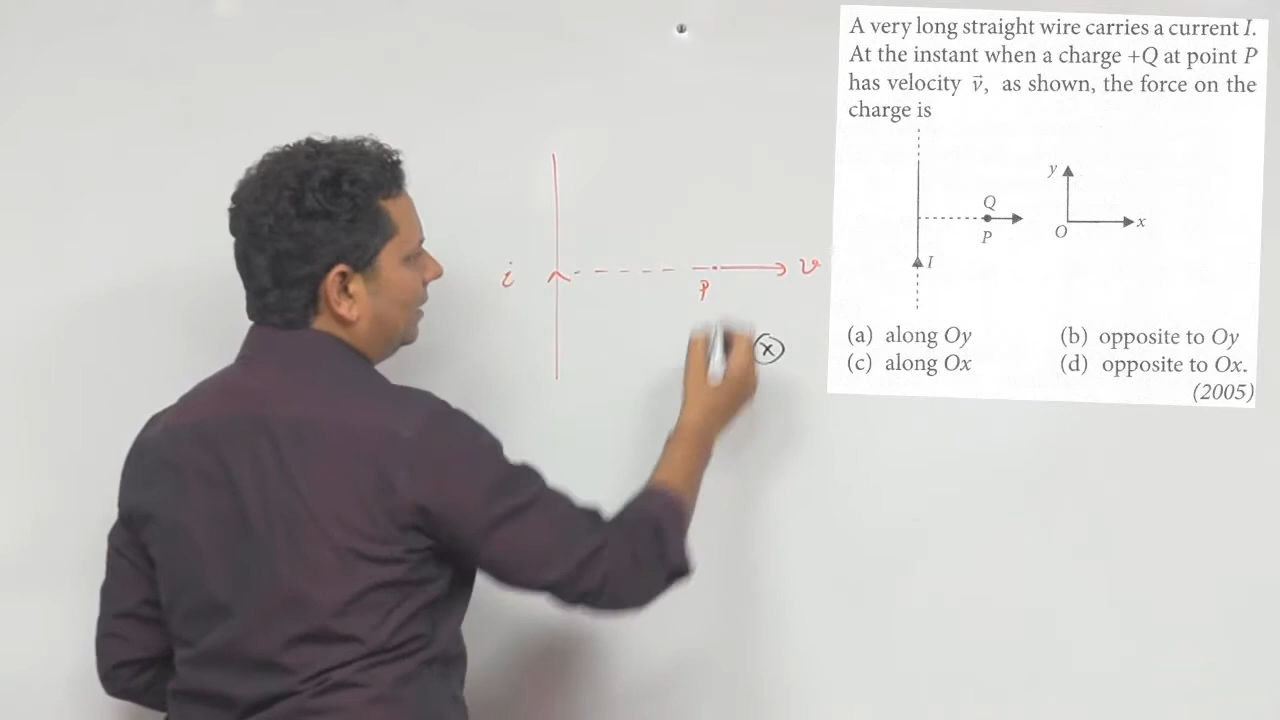 A very long straight wire carries a current I.
At the instant when a charge +Q at point P
has velocity v⃗, as shown, the force on the
charge is
y
Q
x
P
O
I
(a) along Oy (b) opposite to Oy
(c) along Ox (d) opposite to Ox.
(2005)
i
v
P
x